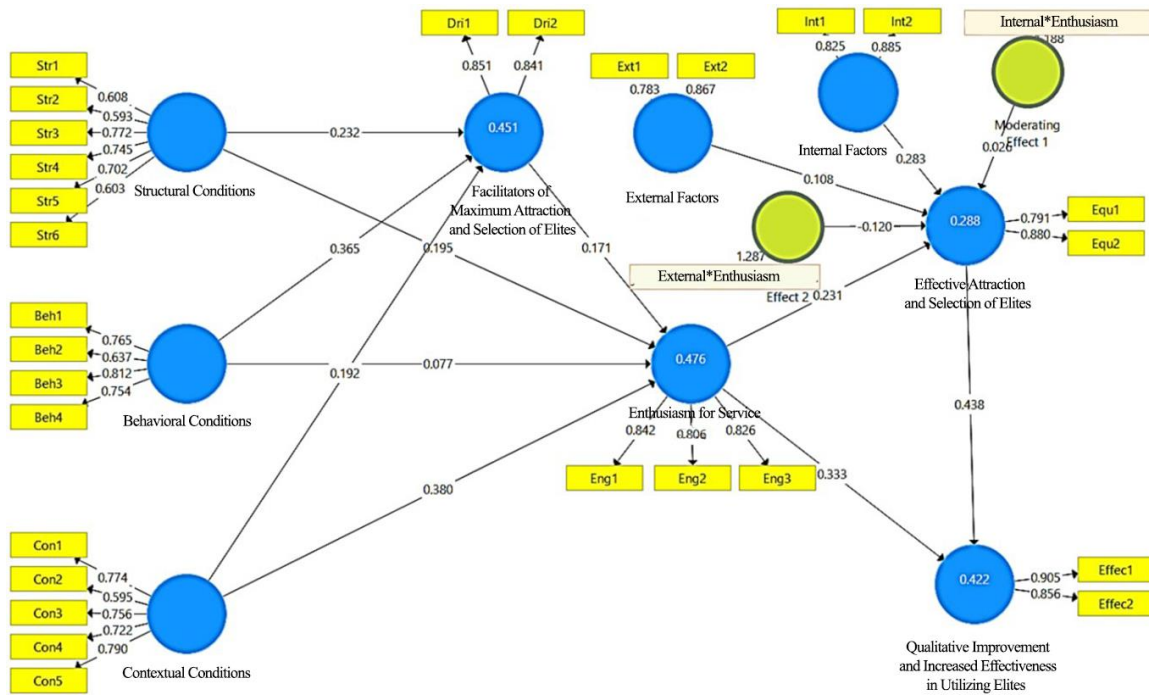 Dri1 Dri2
0.851 0.841
0.451
Facilitators of
Maximum Attraction
and Selection of Elites
Int1 Int2
0.825 0.885
Internal Factors
Internal*Enthusiasm
Moderating
Effect 1
0.026
Ext1 Ext2
0.783 0.867
External Factors
Str1
Str2
Str3
Str4
Str5
Str6
0.608
0.593
0.772
0.745
0.702
0.603
Structural Conditions
0.232
0.195
0.365
0.171
0.192
0.283
0.108
-0.120
1.287
External*Enthusiasm
Effect 2
0.231
0.288
Effective Attraction
and Selection of Elites
0.791
0.880
Equ1
Equ2
Beh1
Beh2
Beh3
Beh4
0.765
0.637
0.812
0.754
Behavioral Conditions
0.077
0.476
Enthusiasm for Service
0.842 0.806 0.826
Eng1 Eng2 Eng3
0.438
0.333
0.380
Con1
Con2
Con3
Con4
Con5
0.774
0.595
0.756
0.722
0.790
Contextual Conditions
0.422
0.905
0.856
Effec1
Effec2
Qualitative Improvement
and Increased Effectiveness
in Utilizing Elites